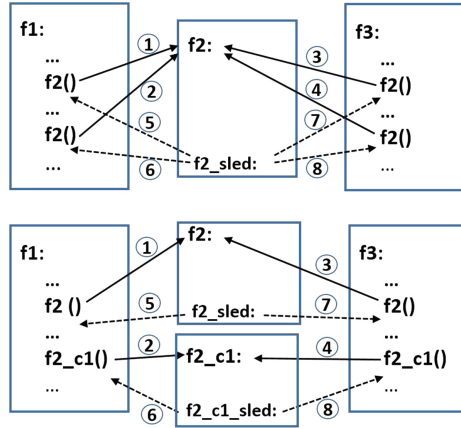 f1:
...
f2()
...
f2()
...
1
2
5
6
f2:
f2_sled:
3
4
7
8
f3:
...
f2()
...
f2()
...
f1:
...
f2 ()
...
f2_c1()
...
1
5
2
6
f2:
f2_sled:
f2_c1:
f2_c1_sled:
3
7
4
8
f3:
...
f2()
...
f2_c1()
...